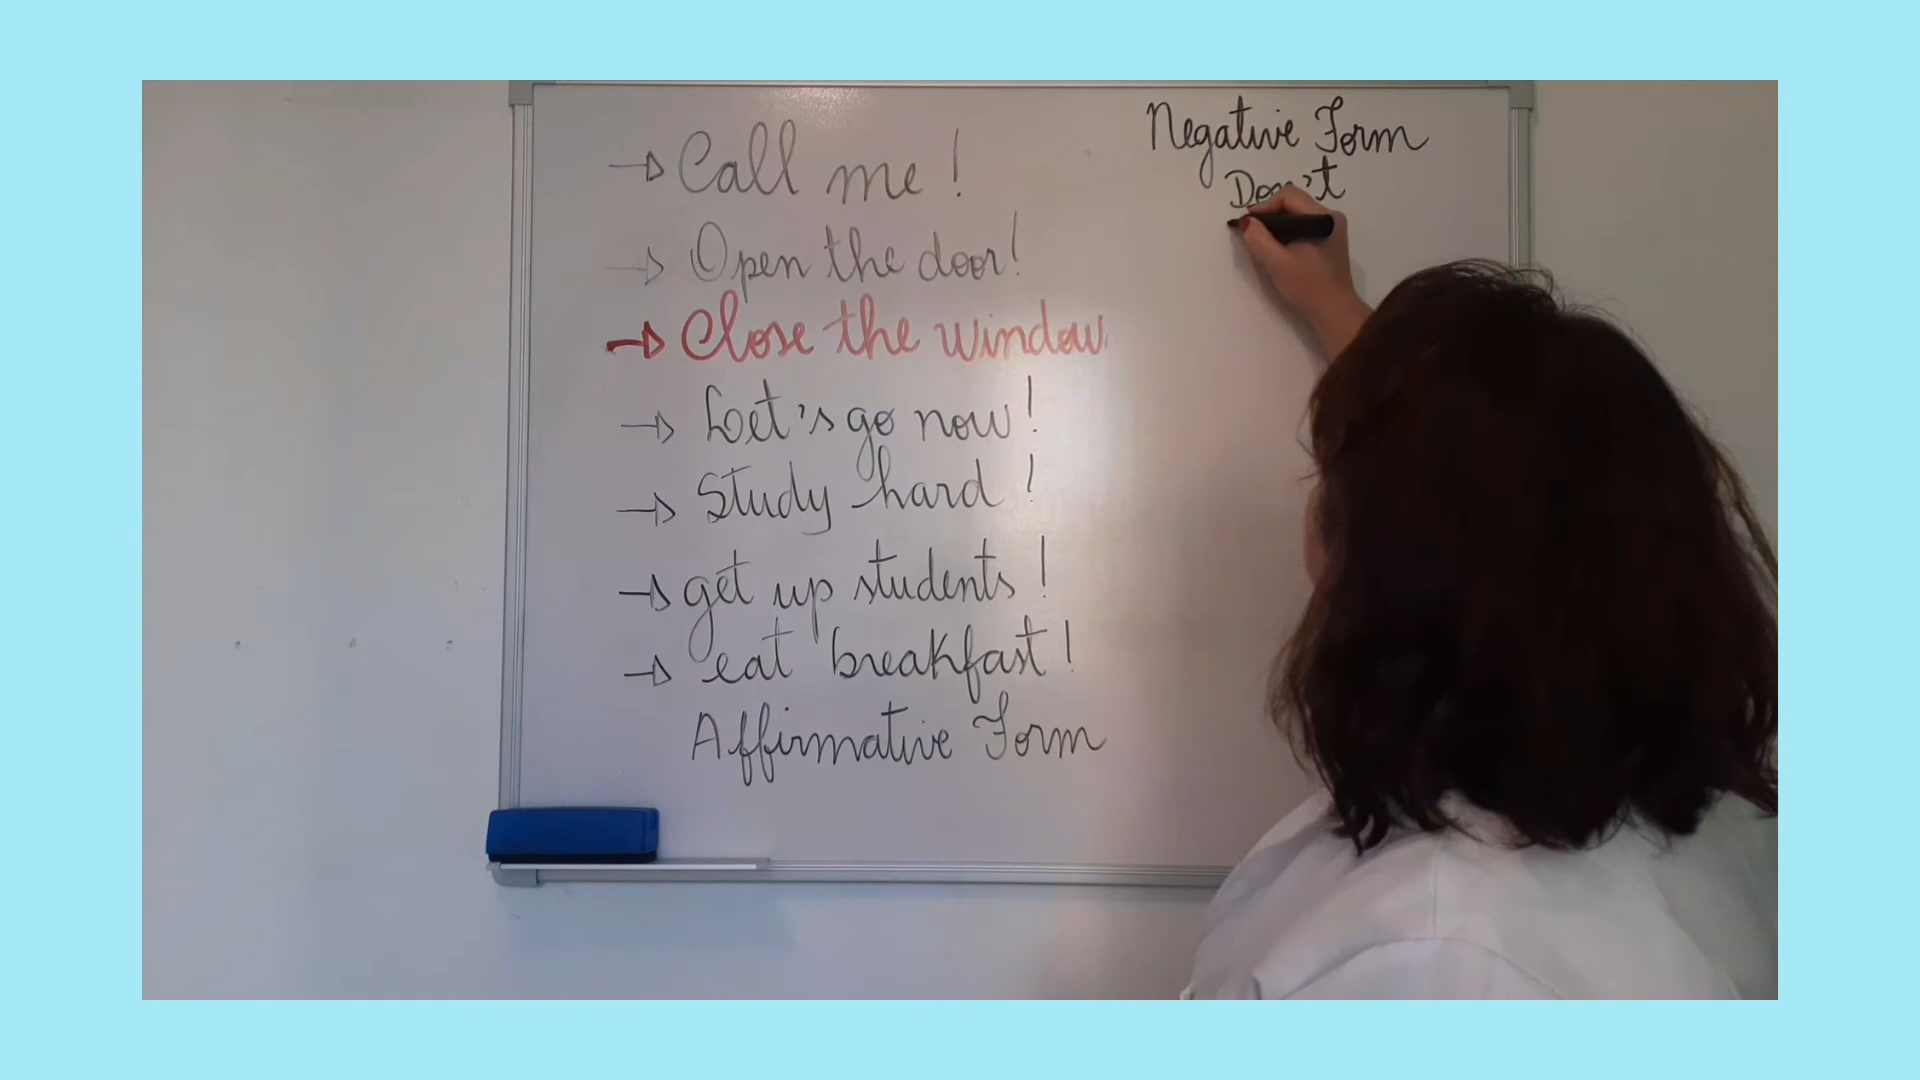 → Call me!
→ Open the door!
→ Close the window
→ Let's go now!
→ Study hard!
→ get up students!
→ eat breakfast!
Affirmative Form
Negative Form
Don't